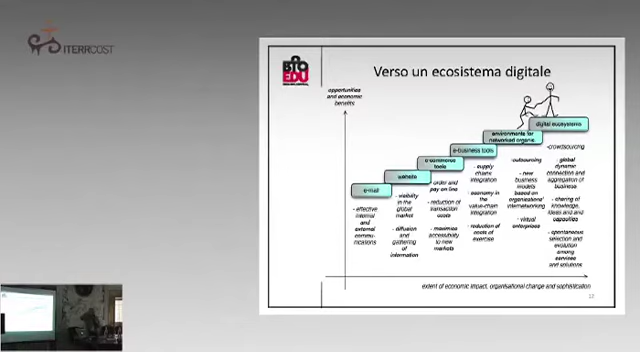 ITERRCOST
BIO
EDU
Verso un ecosistema digitale
opportunities
and economic
benefits
digital ecosystems
environments for
networked organis.
e-business tools
e-commerce
tools
website
e-mail
- effective
internal
and
external
commu-
nications
- visibility
in the
global
market
- diffusion
and
gathering
of
information
- order and
pay on line
- reduction of
transaction
costs
- maximise
accessibility
to new
markets
- supply
chains
integration
- economy in
the
value-chain
integration
- reduction of
costs of
exercise
-outsourcing
- new
business
models
based on
organisational
internetworking
- virtual
enterprises
-crowdsourcing
- global
dynamic
connection and
aggregation of
business
- sharing of
knowledge,
ideas and
capacities
- spontaneous
selection and
evolution
among
services
and solutions
extent of economic impact, organisational change and sophistication